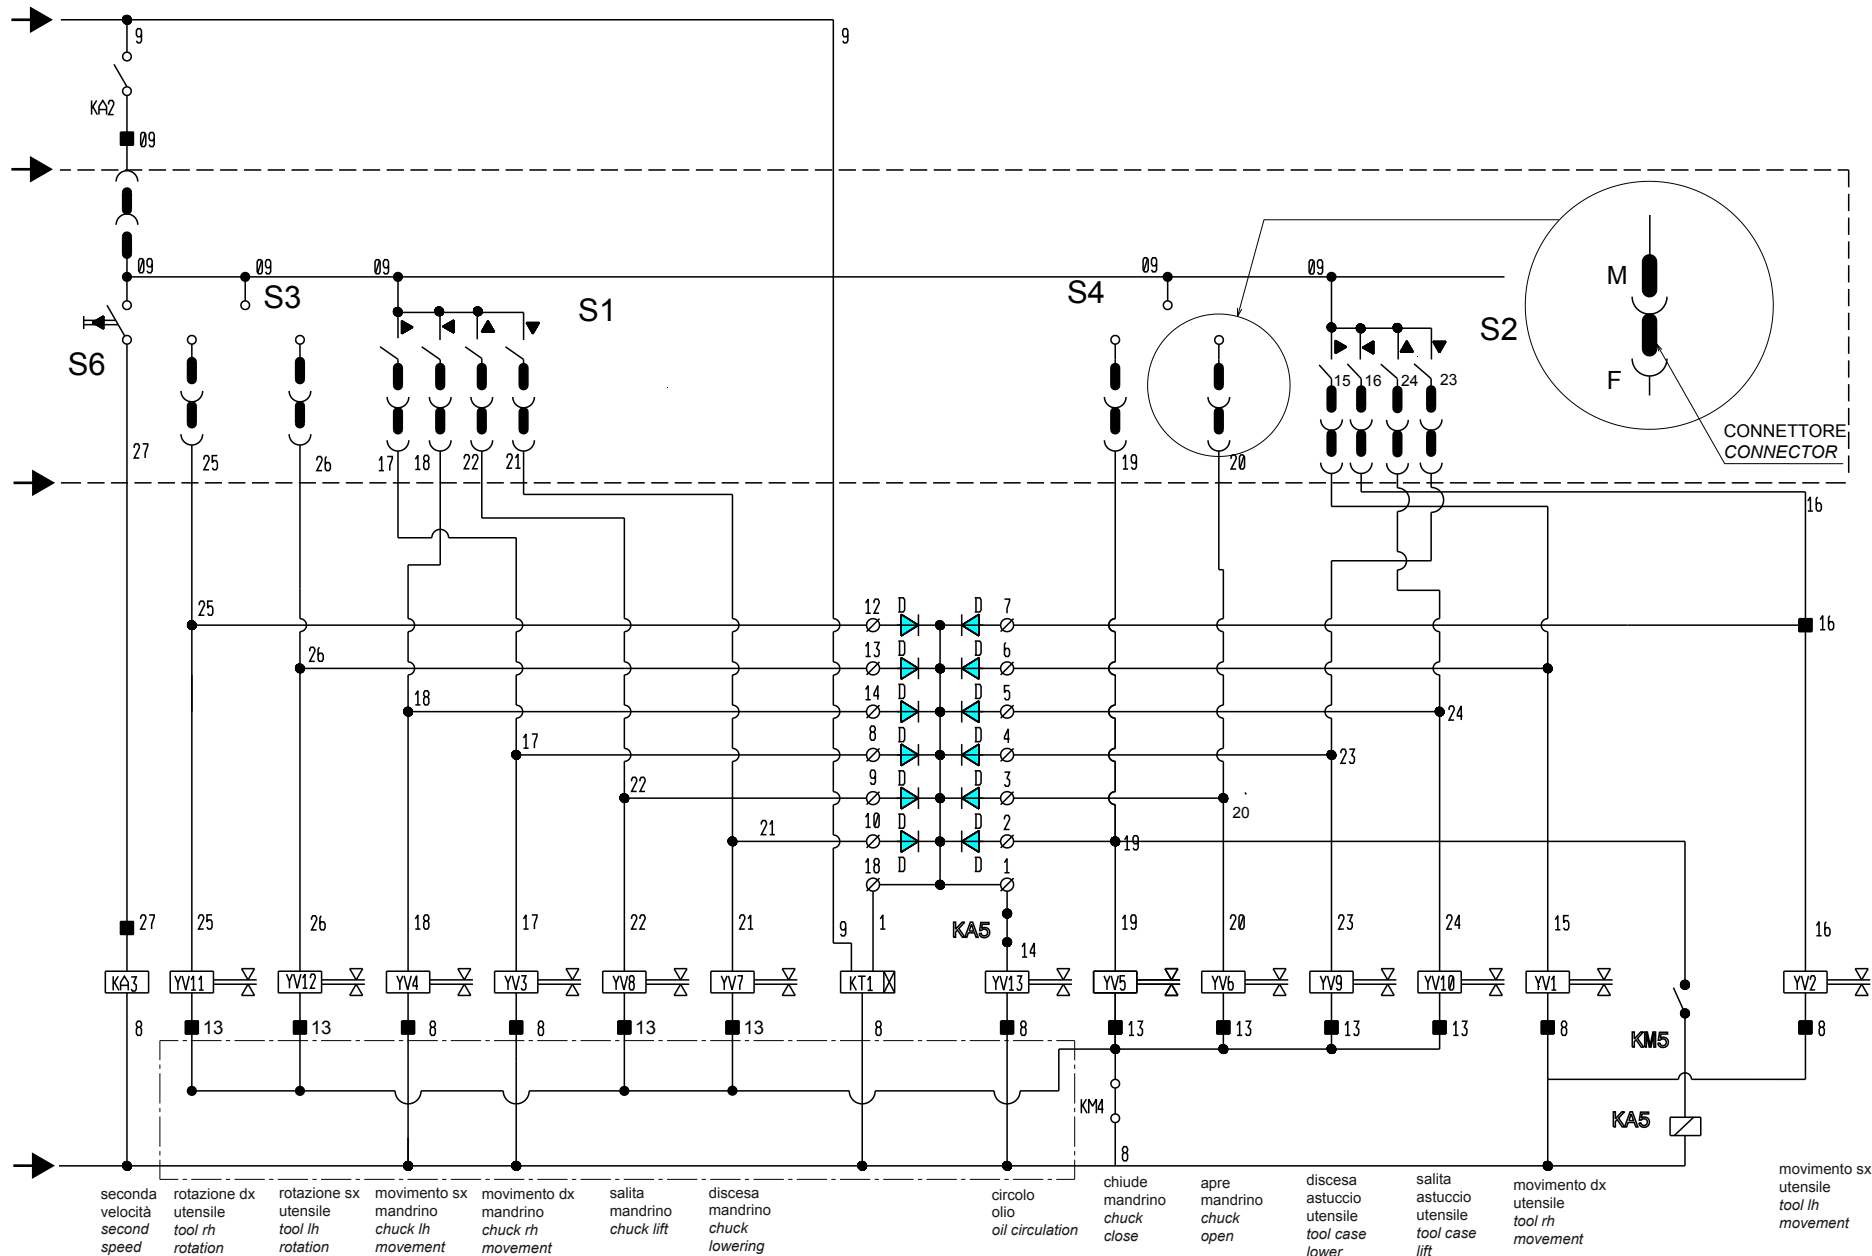 9
9
KA2
09
09
09
09
09
09
S3
S1
S4
S2
S6
M
F
CONNETTORE
CONNECTOR
15
16
24
23
27
25
26
17
18
22
21
19
20
16
25
12
D
D
7
16
26
13
D
D
6
18
14
D
D
5
24
17
8
D
D
4
23
22
9
D
D
3
20
21
10
D
D
2
19
18
D
D
1
27
25
26
18
17
22
21
9
1
KA5
14
19
20
23
24
15
16
KA3
YV11
YV12
YV4
YV3
YV8
YV7
KT1
YV13
YV5
YV6
YV9
YV10
YV1
YV2
8
13
13
8
8
13
13
8
8
13
13
13
13
8
8
KM5
KM4
KA5
8
seconda
velocità
second
speed
rotazione dx
utensile
tool rh
rotation
rotazione sx
utensile
tool lh
rotation
movimento sx
mandrino
chuck lh
movement
movimento dx
mandrino
chuck rh
movement
salita
mandrino
chuck lift
discesa
mandrino
chuck
lowering
circolo
olio
oil circulation
chiude
mandrino
chuck
close
apre
mandrino
chuck
open
discesa
astuccio
utensile
tool case
lower
salita
astuccio
utensile
tool case
lift
movimento dx
utensile
tool rh
movement
movimento sx
utensile
tool lh
movement